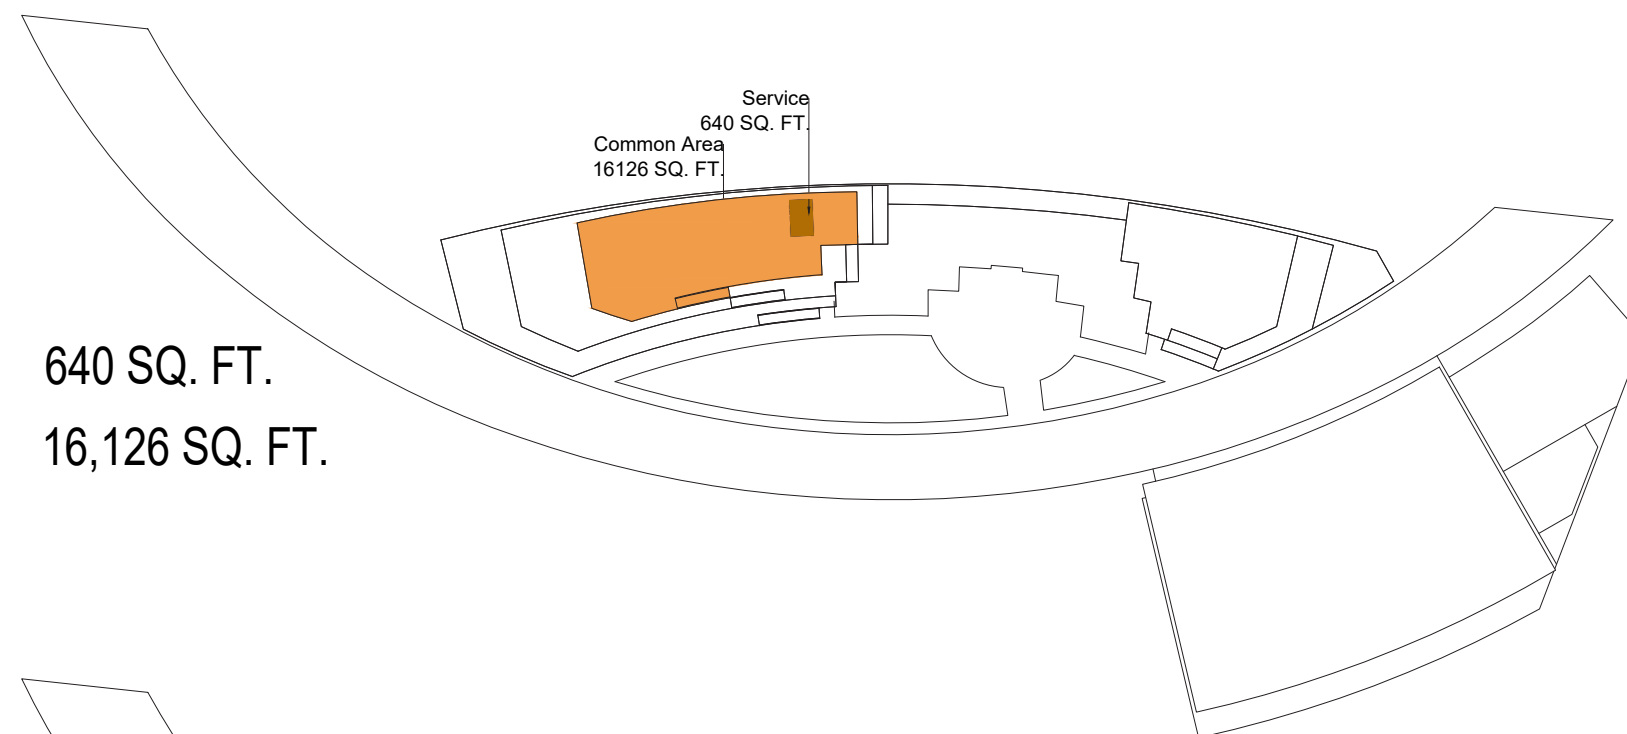 Service
640 SQ. FT.
Common Area
16126 SQ. FT.
640 SQ. FT.
16,126 SQ. FT.